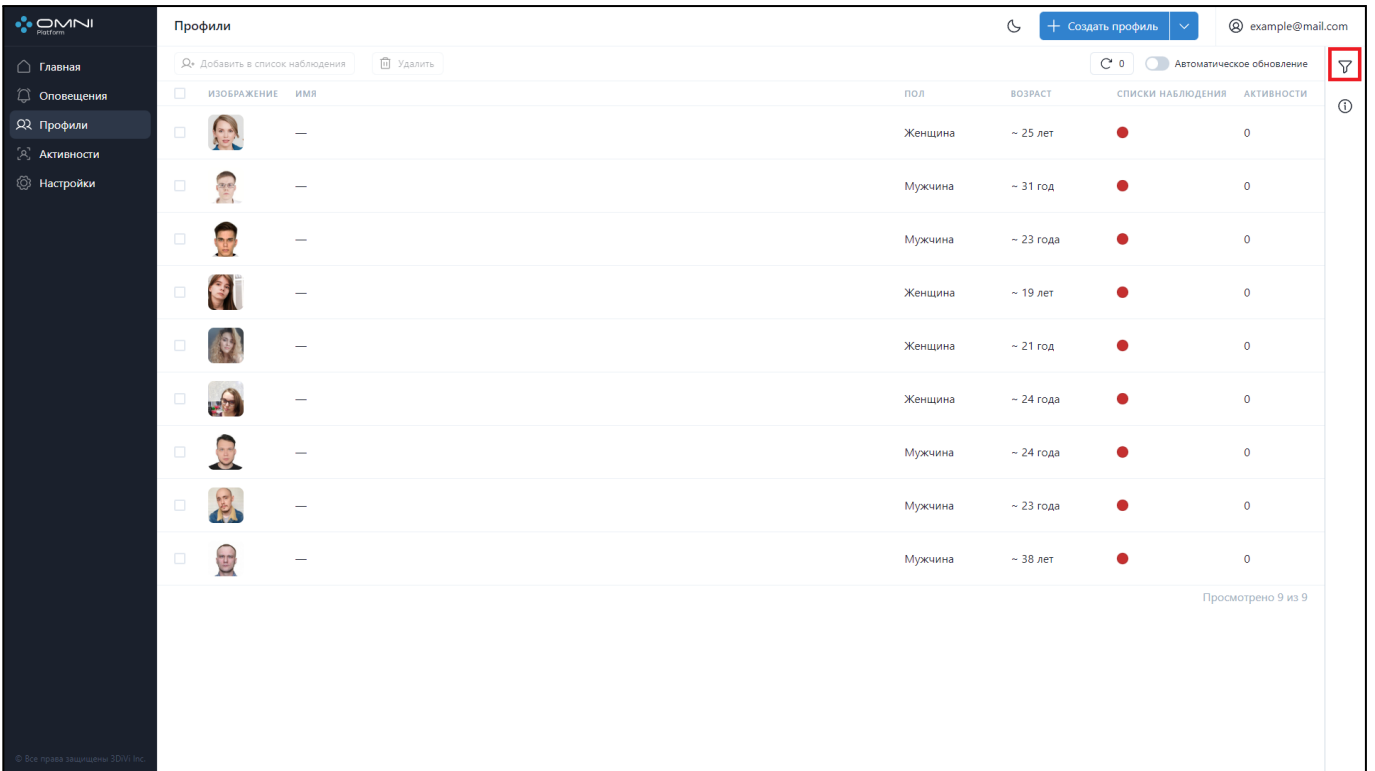 OMNI
Platform
Профили
Создать профиль
example@mail.com
Главная
Оповещения
Профили
Активности
Настройки
Добавить в список наблюдения
Удалить
0
Автоматическое обновление
ИЗОБРАЖЕНИЕ ИМЯ ПОЛ ВОЗРАСТ СПИСКИ НАБЛЮДЕНИЯ АКТИВНОСТИ
— Женщина ~ 25 лет 0
— Мужчина ~ 31 год 0
— Мужчина ~ 23 года 0
— Женщина ~ 19 лет 0
— Женщина ~ 21 год 0
— Женщина ~ 24 года 0
— Мужчина ~ 24 года 0
— Мужчина ~ 23 года 0
— Мужчина ~ 38 лет 0
Просмотрено 9 из 9
© Все права защищены 3DiVi Inc.